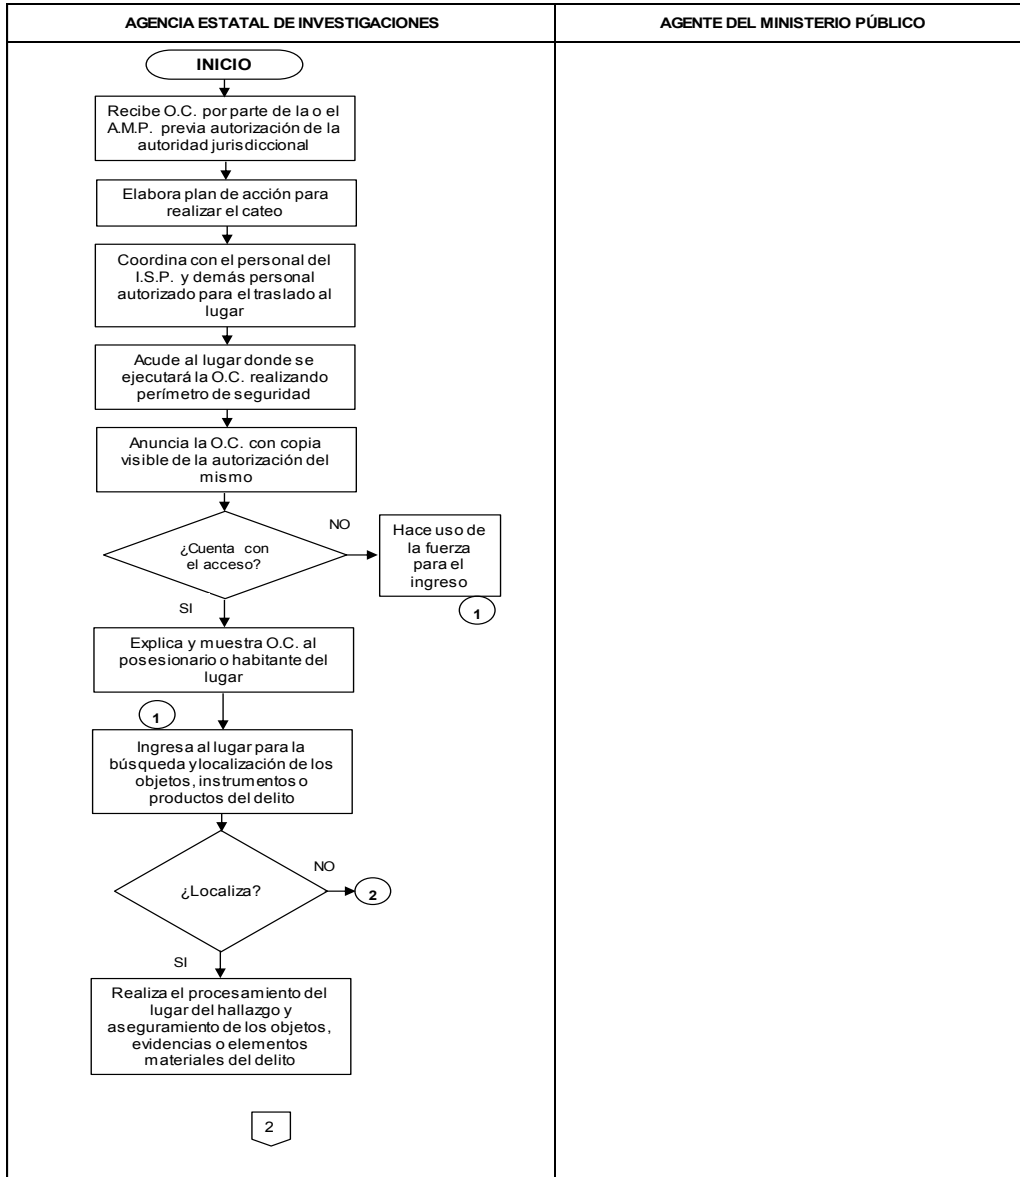 AGENCIA ESTATAL DE INVESTIGACIONES
AGENTE DEL MINISTERIO PÚBLICO
INICIO
Recibe O.C. por parte de la o el
A.M.P. previa autorización de la
autoridad jurisdiccional
Elabora plan de acción para
realizar el cateo
Coordina con el personal del
I.S.P. y demás personal
autorizado para el traslado al
lugar
Acude al lugar donde se
ejecutará la O.C. realizando
perímetro de seguridad
Anuncia la O.C. con copia
visible de la autorización del
mismo
¿Cuenta con
el acceso?
NO
Hace uso de
la fuerza
para el
ingreso
1
SI
Explica y muestra O.C. al
posesionario o habitante del
lugar
1
Ingresa al lugar para la
búsqueda y localización de los
objetos, instrumentos o
productos del delito
¿Localiza?
NO
2
SI
Realiza el procesamiento del
lugar del hallazgo y
aseguramiento de los objetos,
evidencias o elementos
materiales del delito
2